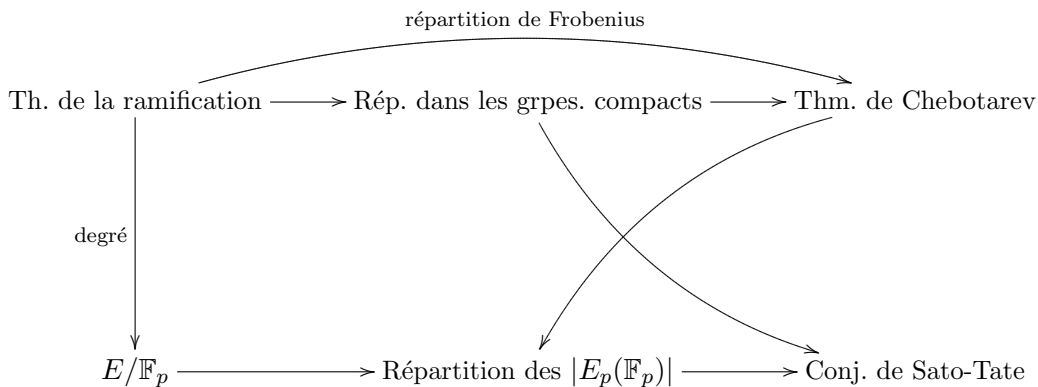 répartition de Frobenius
Th. de la ramification Rép. dans les grpes. compacts Thm. de Chebotarev
degré
E/𝔽_p Répartition des |E_p(𝔽_p)| Conj. de Sato-Tate